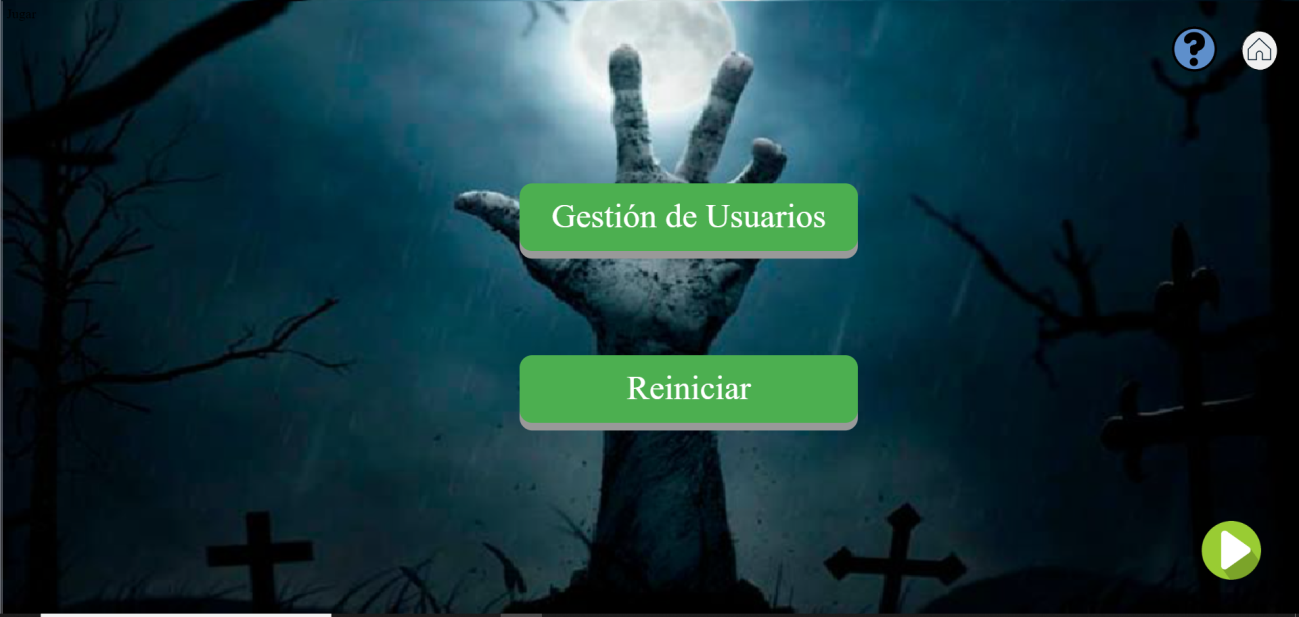 ?
Gestión de Usuarios
Reiniciar